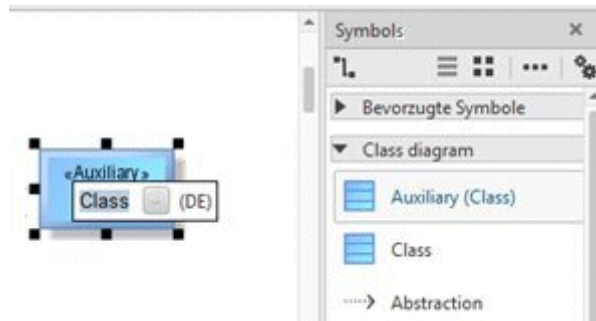 Symbols
Bevorzugte Symbole
Class diagram
«Auxiliary»
Class (DE)
Auxiliary (Class)
Class
Abstraction